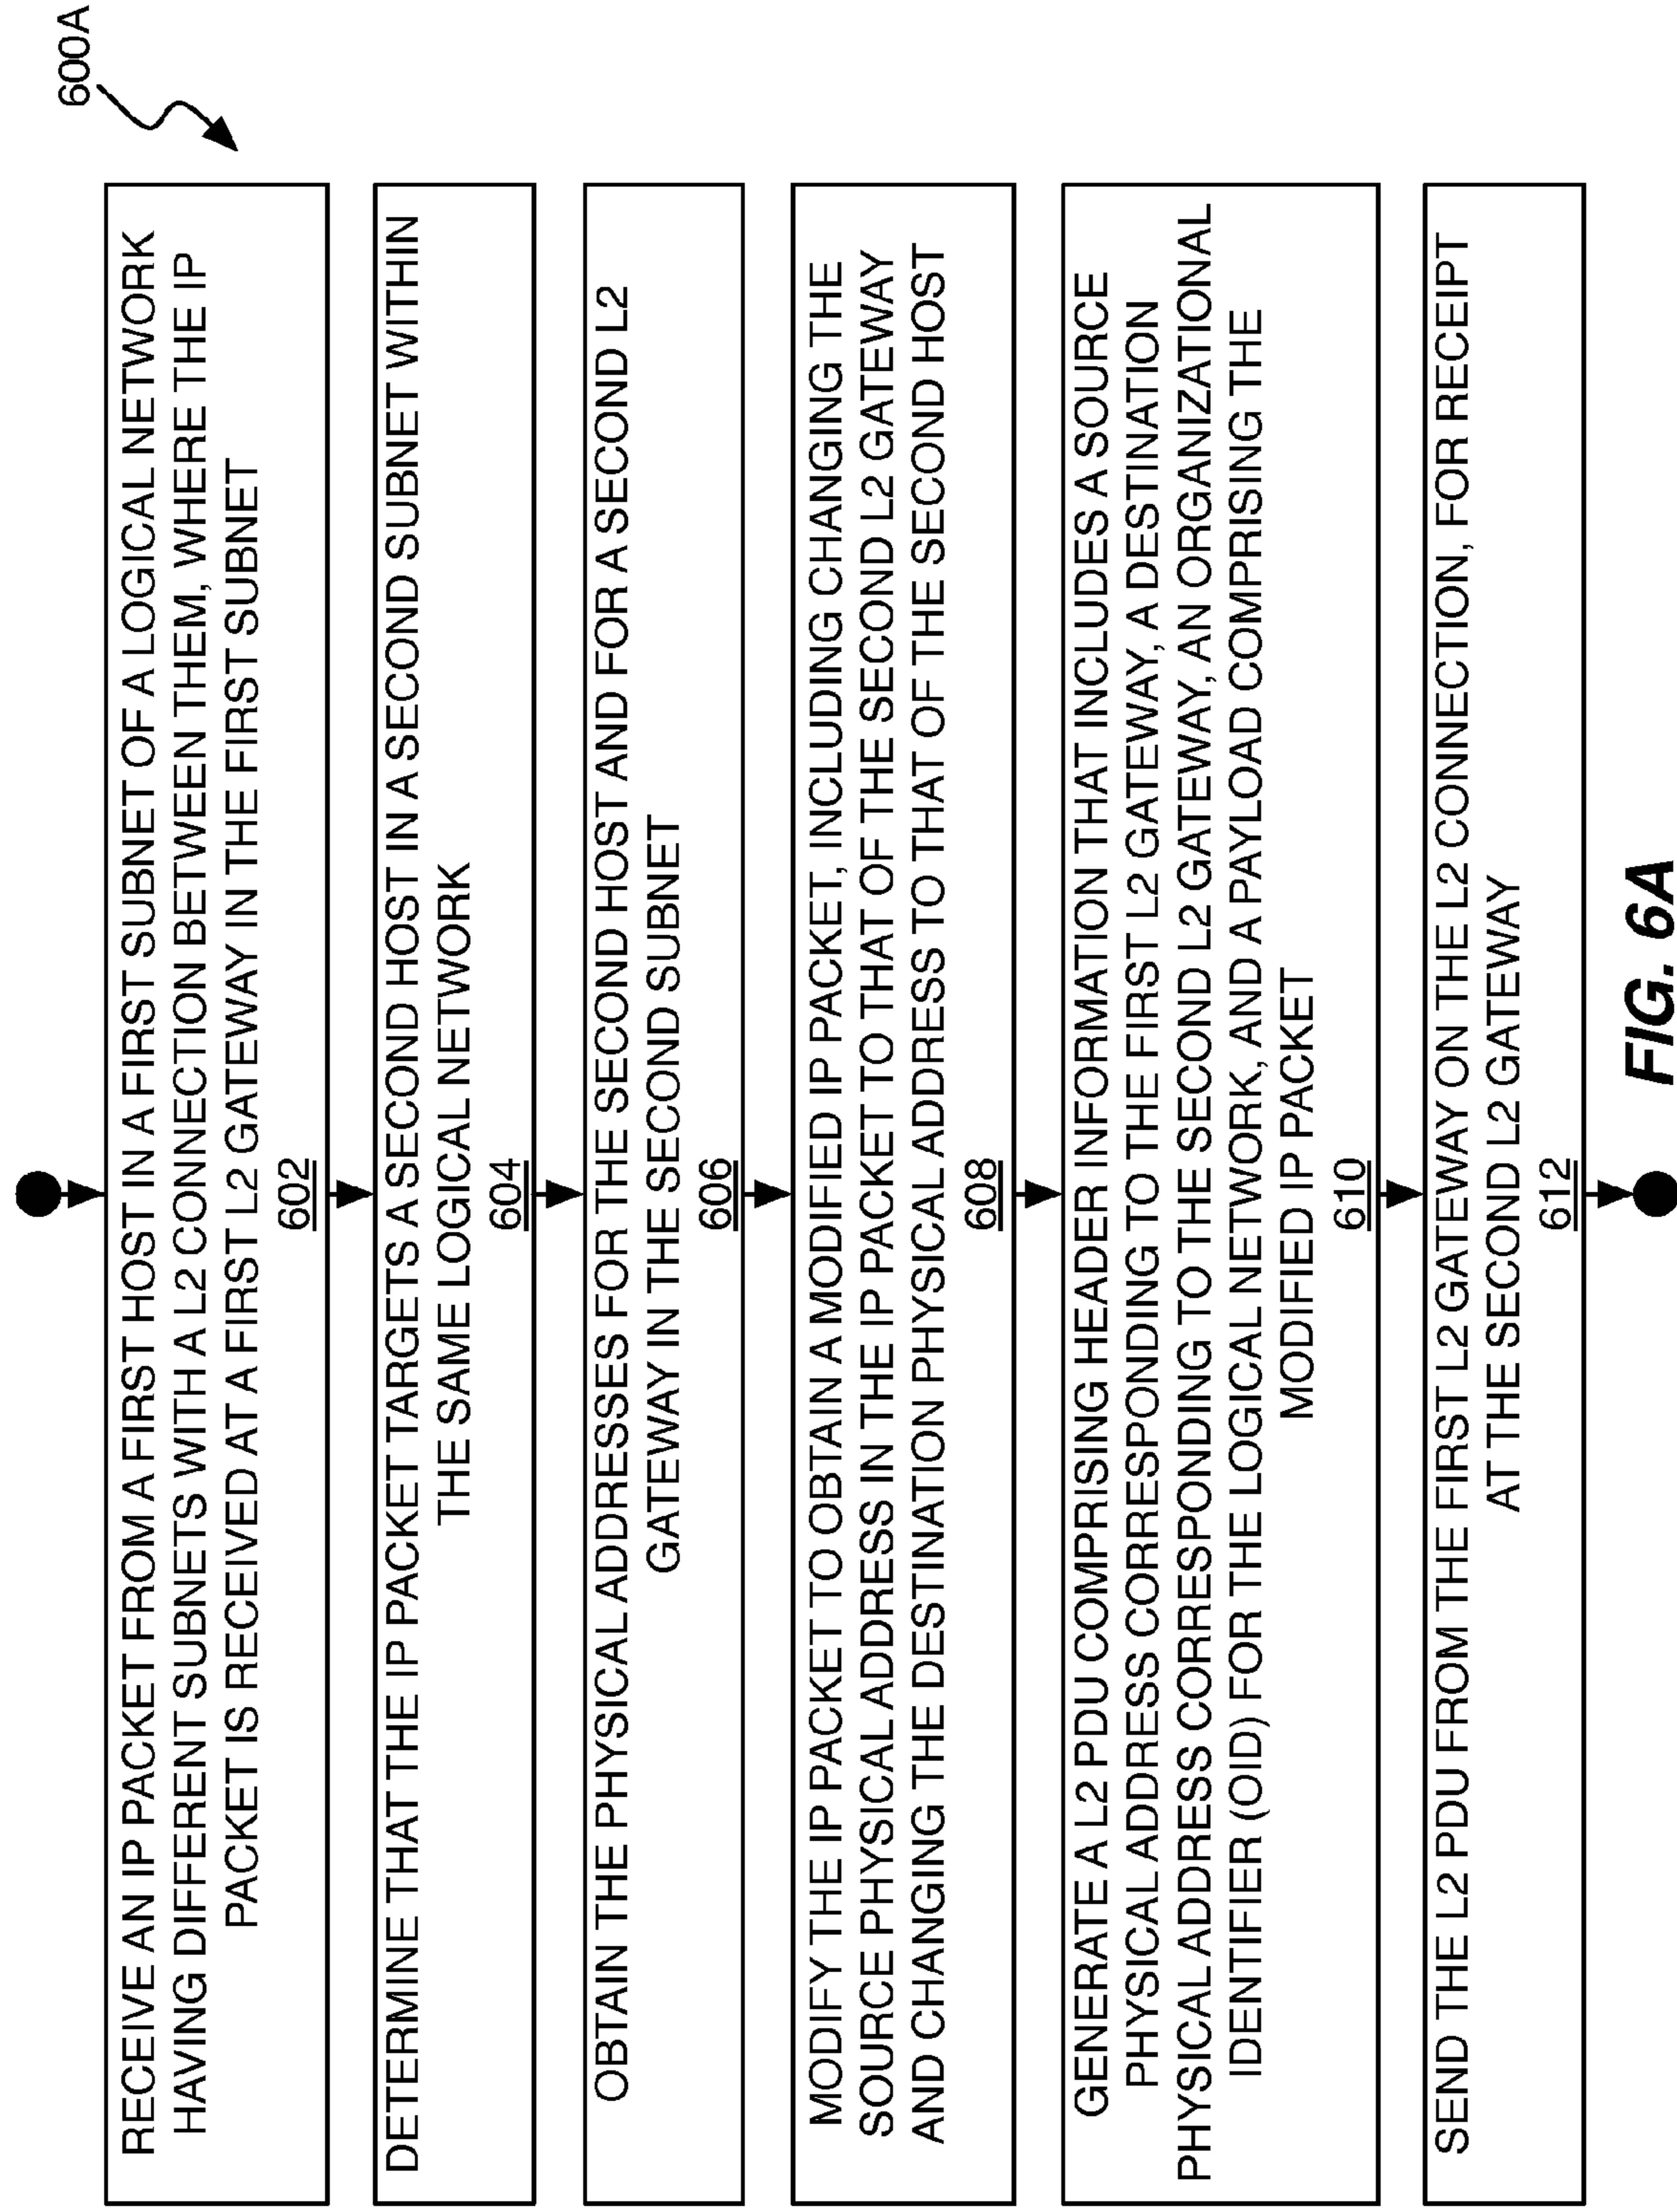 600A
RECEIVE AN IP PACKET FROM A FIRST HOST IN A FIRST SUBNET OF A LOGICAL NETWORK
HAVING DIFFERENT SUBNETS WITH A L2 CONNECTION BETWEEN THEM, WHERE THE IP
PACKET IS RECEIVED AT A FIRST L2 GATEWAY IN THE FIRST SUBNET
602
DETERMINE THAT THE IP PACKET TARGETS A SECOND HOST IN A SECOND SUBNET WITHIN
THE SAME LOGICAL NETWORK
604
OBTAIN THE PHYSICAL ADDRESSES FOR THE SECOND HOST AND FOR A SECOND L2
GATEWAY IN THE SECOND SUBNET
606
MODIFY THE IP PACKET TO OBTAIN A MODIFIED IP PACKET, INCLUDING CHANGING THE
SOURCE PHYSICAL ADDRESS IN THE IP PACKET TO THAT OF THE SECOND L2 GATEWAY
AND CHANGING THE DESTINATION PHYSICAL ADDRESS TO THAT OF THE SECOND HOST
608
GENERATE A L2 PDU COMPRISING HEADER INFORMATION THAT INCLUDES A SOURCE
PHYSICAL ADDRESS CORRESPONDING TO THE FIRST L2 GATEWAY, A DESTINATION
PHYSICAL ADDRESS CORRESPONDING TO THE SECOND L2 GATEWAY, AN ORGANIZATIONAL
IDENTIFIER (OID) FOR THE LOGICAL NETWORK, AND A PAYLOAD COMPRISING THE
MODIFIED IP PACKET
610
SEND THE L2 PDU FROM THE FIRST L2 GATEWAY ON THE L2 CONNECTION, FOR RECEIPT
AT THE SECOND L2 GATEWAY
612
FIG. 6A